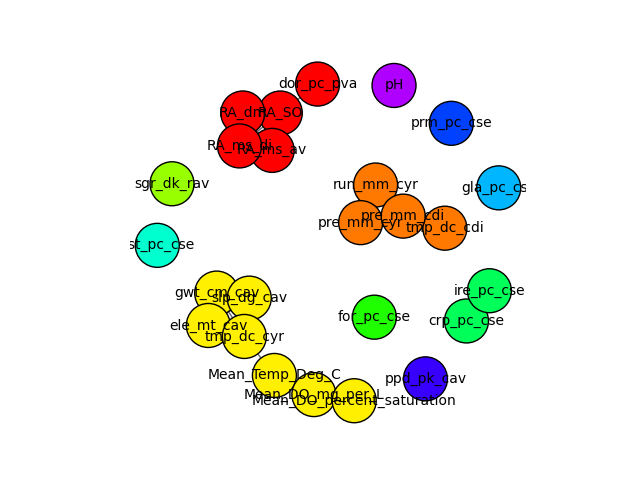 dor_pc_pva
pH
RA_dm
RA_SO
prm_pc_cse
RA_ms_di
RA_ms_av
sgr_dk_rav
run_mm_cyr
gla_pc_cs
pre_mm_cyr
pre_mm_cdi
tmp_dc_cdi
st_pc_cse
gwt_cm_cav
slp_dg_cav
ire_pc_cse
ele_mt_cav
for_pc_cse
crp_pc_cse
tmp_dc_cyr
Mean_Temp_Deg_C
ppd_pk_cav
Mean_DO_mg_per_L
Mean_DO_percent_saturation